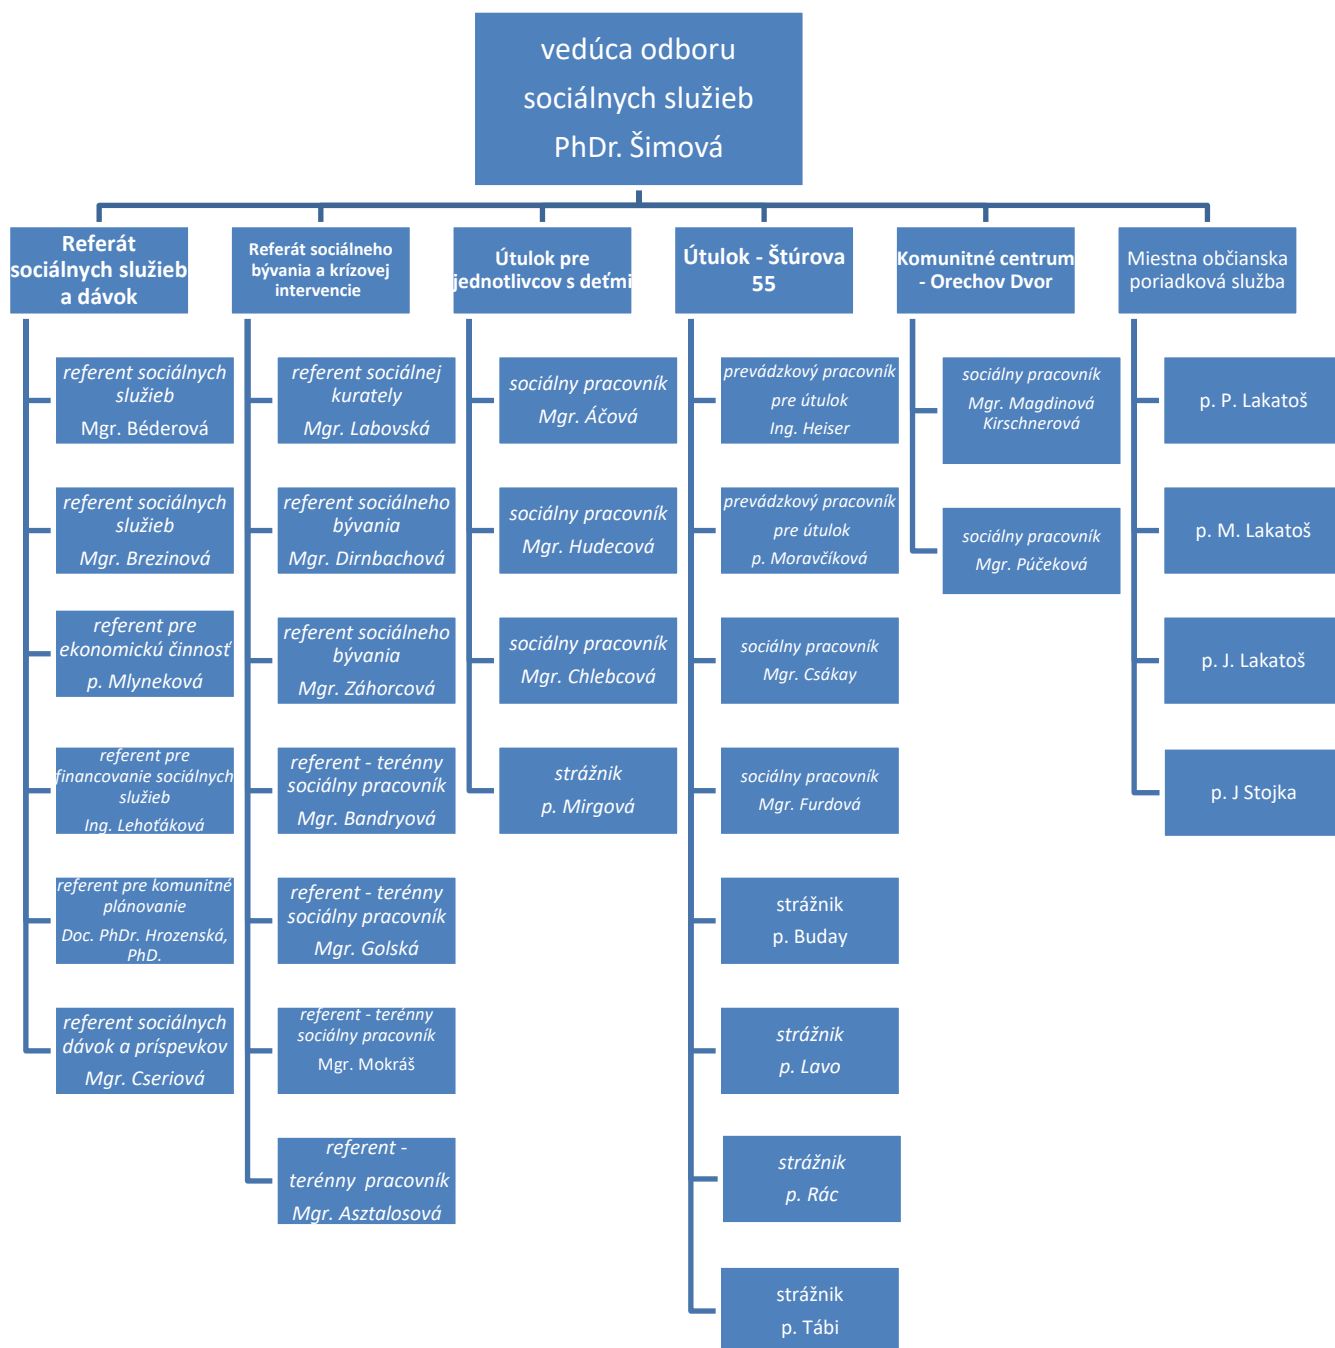 vedúca odboru
sociálnych služieb
PhDr. Šimová
Referát
sociálnych služieb
a dávok
referent sociálnych
služieb
Mgr. Béderová
referent sociálnych
služieb
Mgr. Brezinová
referent pre
ekonomickú činnosť
p. Mlyneková
referent pre
financovanie sociálnych
služieb
Ing. Lehoťáková
referent pre komunitné
plánovanie
Doc. PhDr. Hrozenská,
PhD.
referent sociálnych
dávok a príspevkov
Mgr. Cseriová
Referát sociálneho
bývania a krízovej
intervencie
referent sociálnej
kurately
Mgr. Labovská
referent sociálneho
bývania
Mgr. Dirnbachová
referent sociálneho
bývania
Mgr. Záhorcová
referent - terénny
sociálny pracovník
Mgr. Bandryová
referent - terénny
sociálny pracovník
Mgr. Golská
referent - terénny
sociálny pracovník
Mgr. Mokráš
referent -
terénny pracovník
Mgr. Asztalosová
Útulok pre
jednotlivcov s deťmi
sociálny pracovník
Mgr. Áčová
sociálny pracovník
Mgr. Hudecová
sociálny pracovník
Mgr. Chlebcová
strážnik
p. Mirgová
Útulok - Štúrova
55
prevádzkový pracovník
pre útulok
Ing. Heiser
prevádzkový pracovník
pre útulok
p. Moravčíková
sociálny pracovník
Mgr. Csákay
sociálny pracovník
Mgr. Furdová
strážnik
p. Buday
strážnik
p. Lavo
strážnik
p. Rác
strážnik
p. Tábi
Komunitné centrum
- Orechov Dvor
sociálny pracovník
Mgr. Magdinová
Kirschnerová
sociálny pracovník
Mgr. Púčeková
Miestna občianska
poriadková služba
p. P. Lakatoš
p. M. Lakatoš
p. J. Lakatoš
p. J Stojka